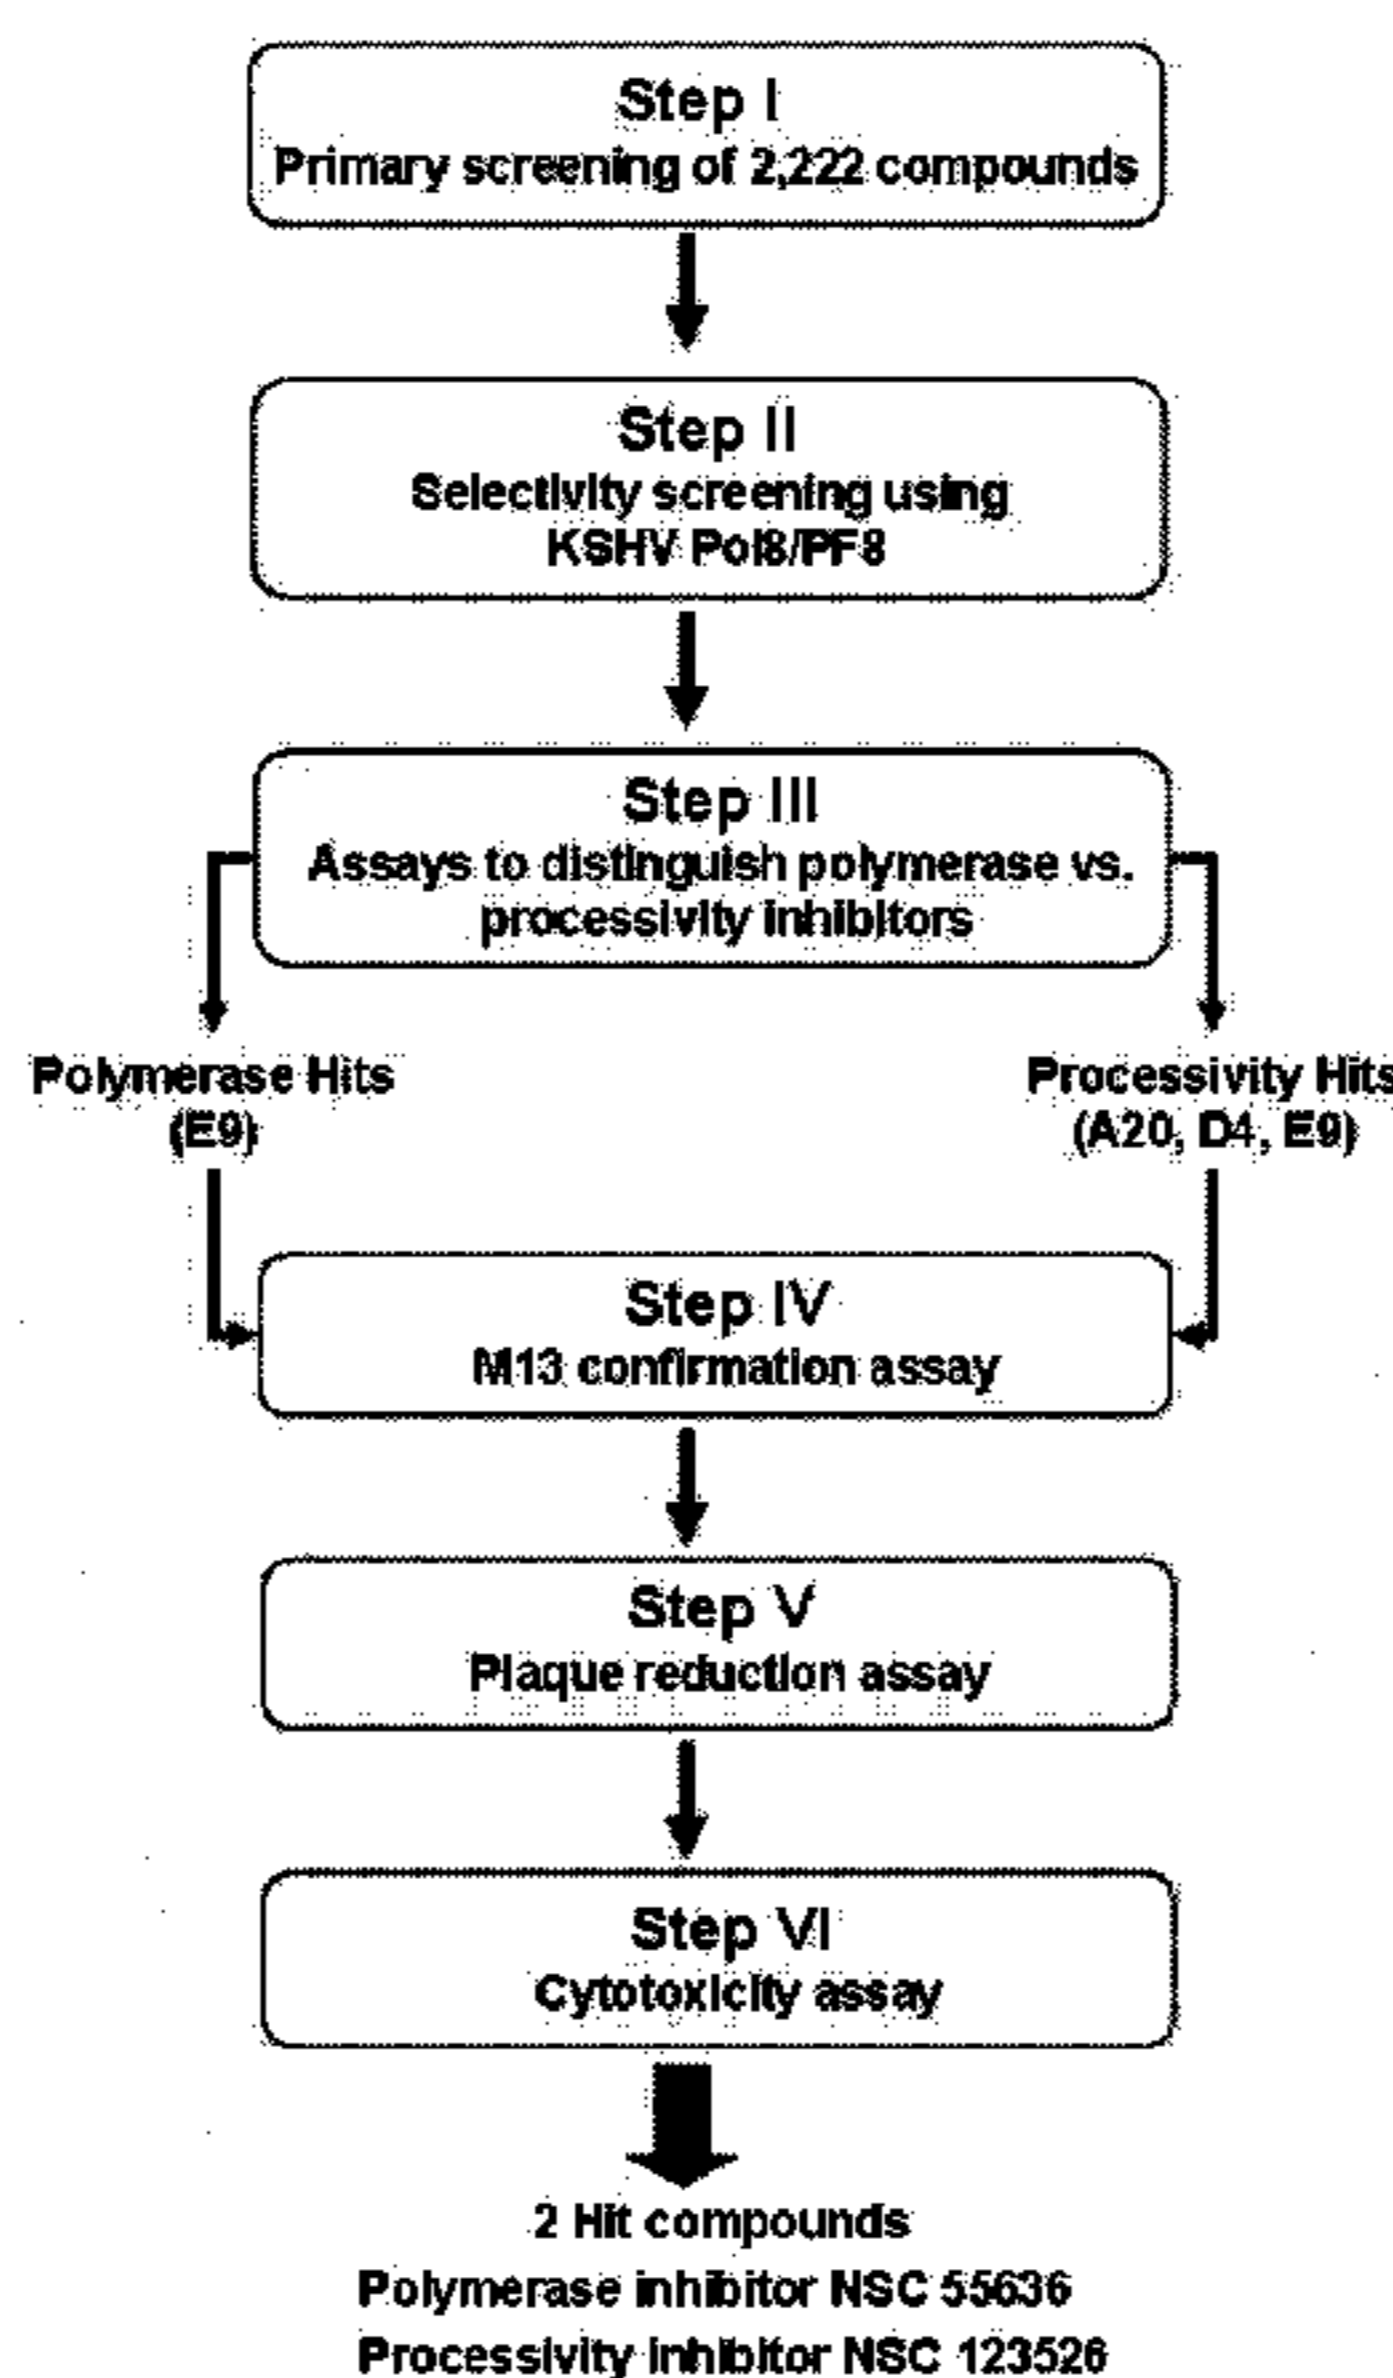 Step I
Primary screening of 2,222 compounds
Step II
Selectivity screening using
KSHV Pol8/PF8
Step III
Assays to distinguish polymerase vs.
processivity inhibitors
Polymerase Hits
(E9)
Processivity Hits
(A20, D4, E9)
Step IV
M13 confirmation assay
Step V
Plaque reduction assay
Step VI
Cytotoxicity assay
2 Hit compounds
Polymerase inhibitor NSC 55636
Processivity inhibitor NSC 123526